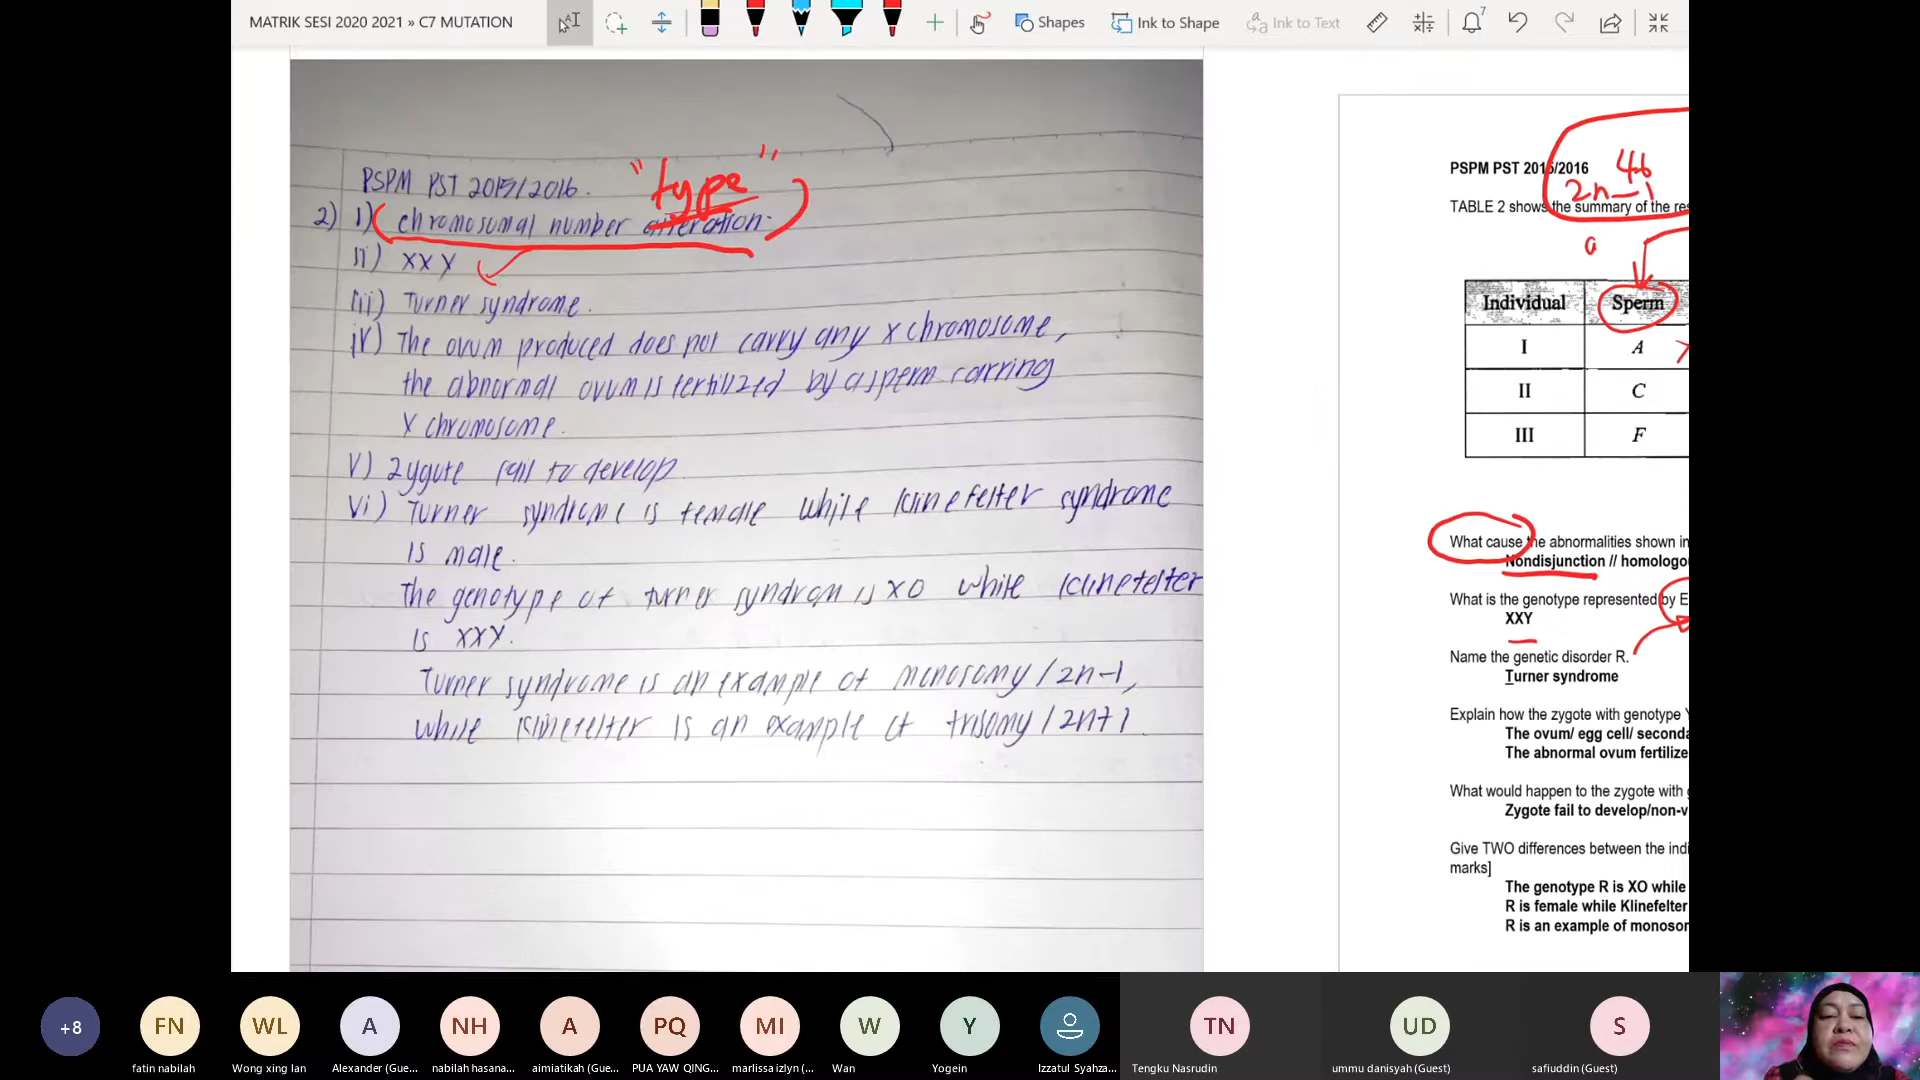 MATRIK SESI 2020 2021 » C7 MUTATION
Shapes
Ink to Shape
Ink to Text
7
PSPM PST 2015/2016.
"type"
2) i) (chromosomal number alteration.)
ii) XXY
iii) Turner syndrome.
iv) The ovum produced does not carry any x chromosome,
the abnormal ovum is fertilized by a sperm carring
Y chromosome.
V) Zygote fail to develop
Vi) Turner syndrome is female while klinefelter syndrome
is male.
The genotype of turner syndrom is XO while klinefelter
is XXY.
Turner syndrome is an example of monosomy / 2n-1,
while klinefelter is an example of trisomy / 2n+1.
46
2n-1
PSPM PST 2015/2016
TABLE 2 shows the summary of the res
Individual Sperm
I A
II C
III F
What cause the abnormalities shown in
Nondisjunction // homologo
What is the genotype represented by E
XXY
Name the genetic disorder R.
Turner syndrome
Explain how the zygote with genotype Y
The ovum/ egg cell/ seconda
The abnormal ovum fertilize
What would happen to the zygote with
Zygote fail to develop/non-v
Give TWO differences between the indi
marks]
The genotype R is XO while
R is female while Klinefelter
R is an example of monosor
+8 FN WL A NH A PQ MI W Y TN UD S
fatin nabilah Wong xing lan Alexander (Gue... nabilah hasana... aimiatikah (Gue... PUA YAW QING... marlissa izlyn (... Wan Yogein Izzatul Syahza... Tengku Nasrudin ummu danisyah (Guest) safiuddin (Guest)